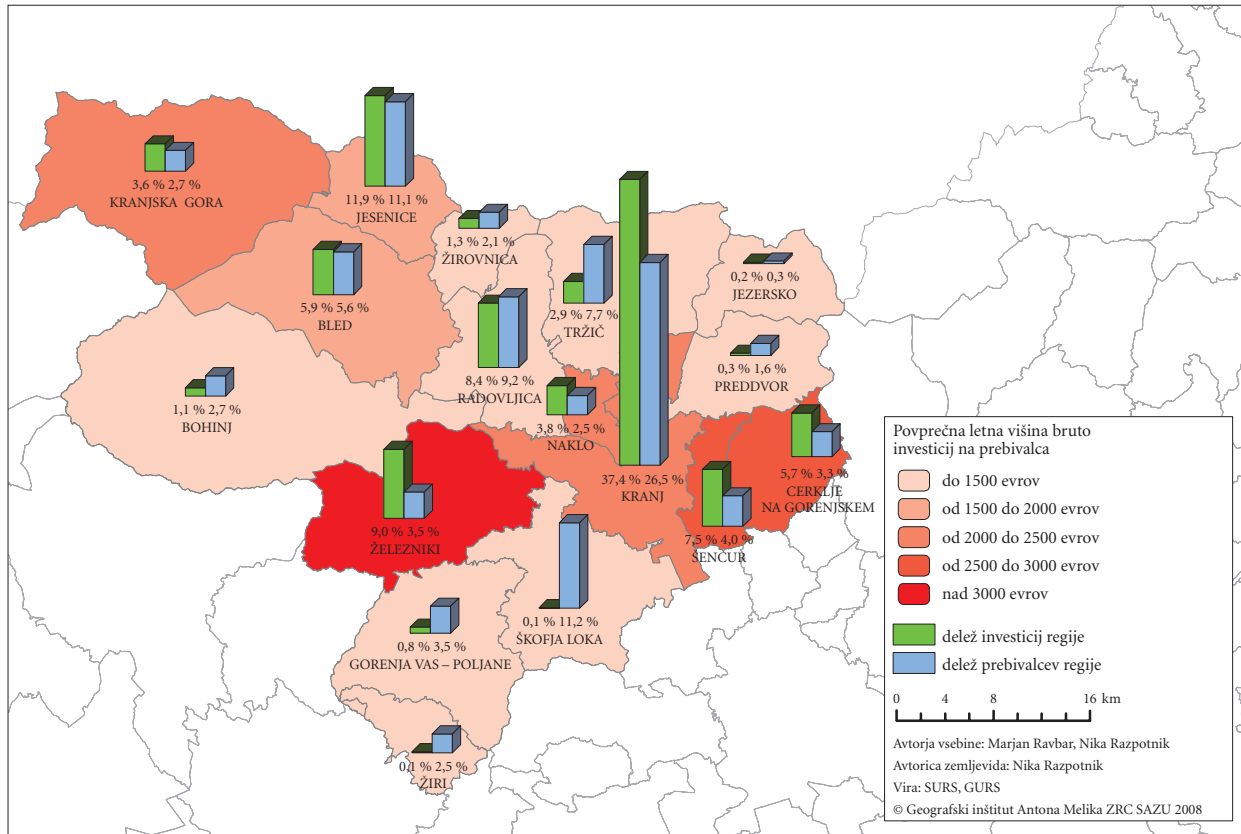 3,6 % 2,7 %
KRANJSKA GORA
11,9 % 11,1 %
JESENICE
1,3 % 2,1 %
ŽIROVNICA
5,9 % 5,6 %
BLED
2,9 % 7,7 %
TRŽIČ
0,2 % 0,3 %
JEZERSKO
0,3 % 1,6 %
PREDDVOR
8,4 % 9,2 %
RADOVLJICA
1,1 % 2,7 %
BOHINJ
3,8 % 2,5 %
NAKLO
37,4 % 26,5 %
KRANJ
5,7 % 3,3 %
CERKLJE
NA GORENJSKEM
9,0 % 3,5 %
ŽELEZNIKI
7,5 % 4,0 %
ŠENČUR
0,1 % 11,2 %
ŠKOFJA LOKA
0,8 % 3,5 %
GORENJA VAS – POLJANE
0,1 % 2,5 %
ŽIRI
Povprečna letna višina bruto
investicij na prebivalca
do 1500 evrov
od 1500 do 2000 evrov
od 2000 do 2500 evrov
od 2500 do 3000 evrov
nad 3000 evrov
delež investicij regije
delež prebivalcev regije
0 4 8 16 km
Avtorja vsebine: Marjan Ravbar, Nika Razpotnik
Avtorica zemljevida: Nika Razpotnik
Vira: SURS, GURS
© Geografski inštitut Antona Melika ZRC SAZU 2008